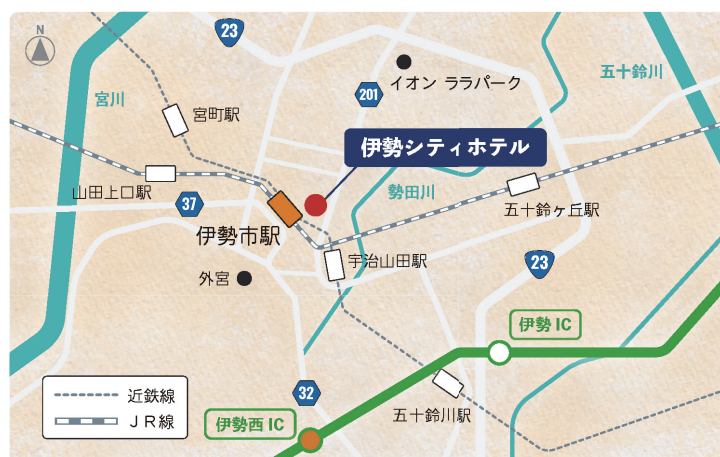 N
23
イオン ララパーク
五十鈴川
宮川
201
宮町駅
伊勢シティホテル
山田上口駅
勢田川
37
五十鈴ヶ丘駅
伊勢市駅
宇治山田駅
外宮
23
伊勢 IC
近鉄線
32
JR線
伊勢西 IC
五十鈴川駅